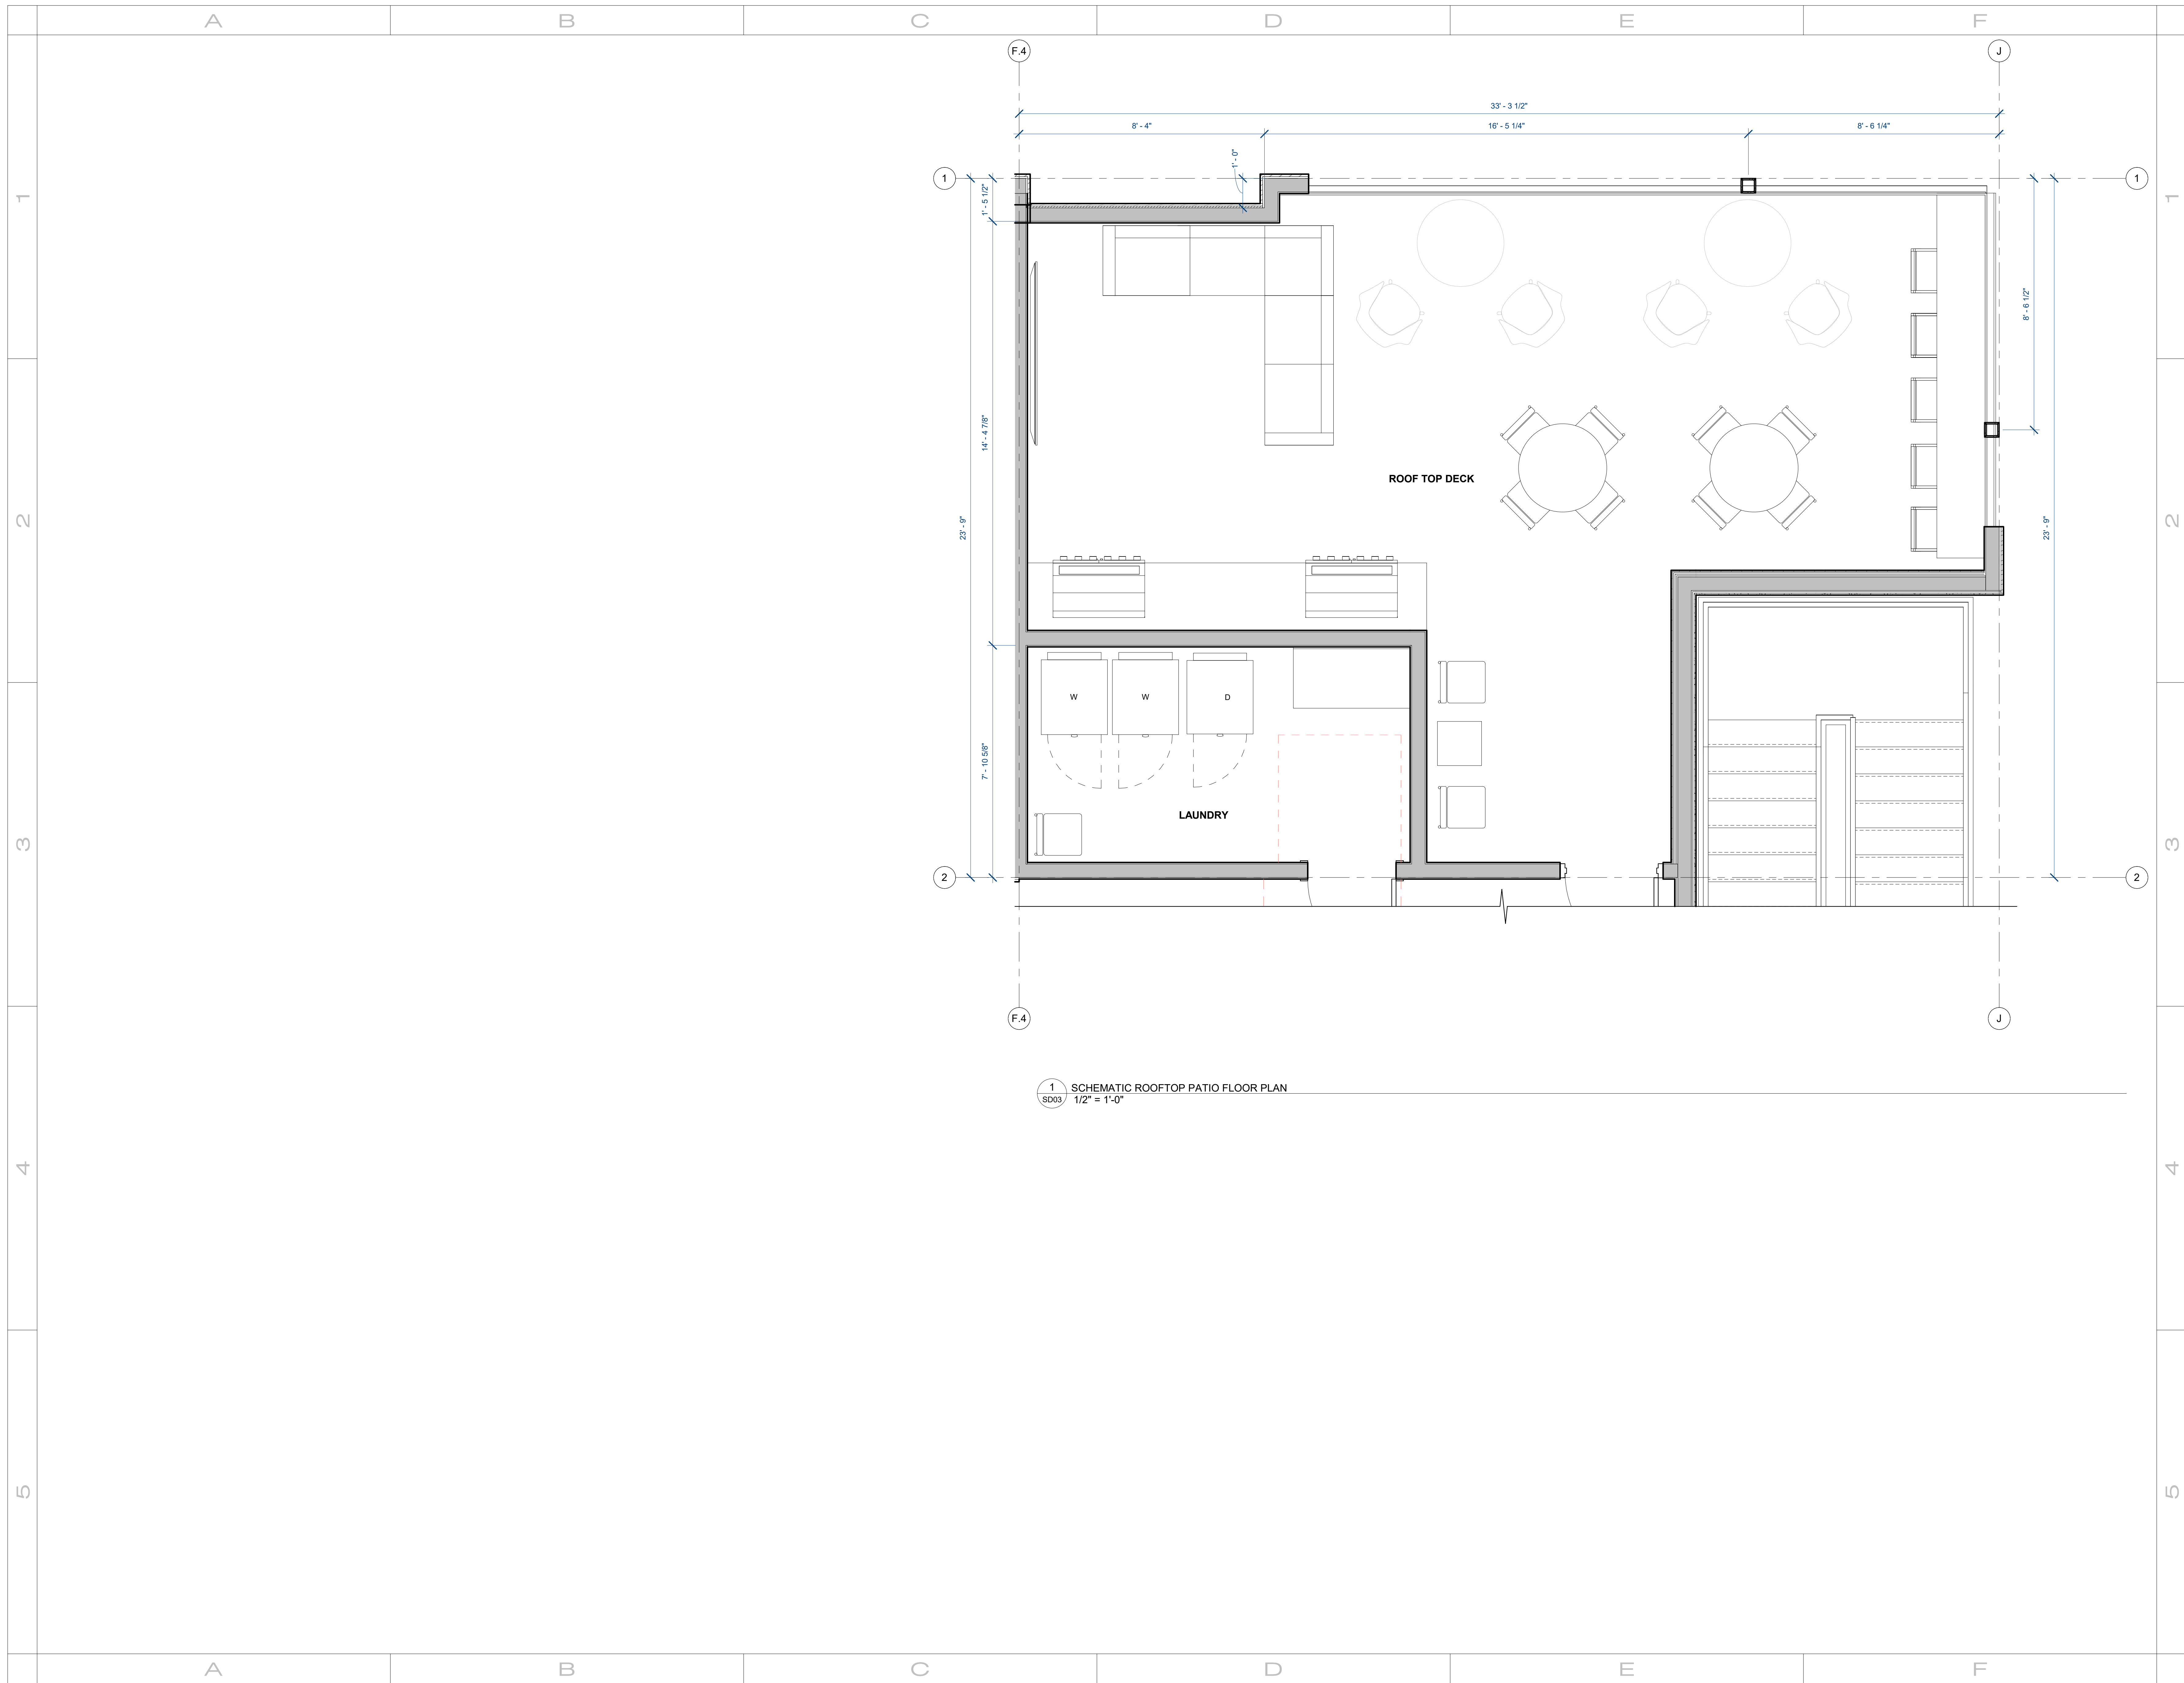 A B C D E F
F.4 J
33' - 3 1/2"
8' - 4" 16' - 5 1/4" 8' - 6 1/4"
1' - 0"
1 1
1 1
1' - 5 1/2"
8' - 6 1/2"
14' - 4 7/8"
ROOF TOP DECK
2 2
23' - 9" 23' - 9"
W W D
7' - 10 5/8"
LAUNDRY
3 3
2 2
F.4 J
1 SCHEMATIC ROOFTOP PATIO FLOOR PLAN
SD03 1/2" = 1'-0"
4 4
5 5
A B C D E F